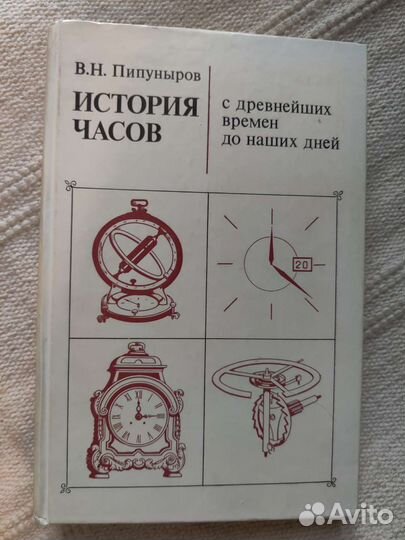 В.Н. Пипуныров
ИСТОРИЯ
ЧАСОВ
с древнейших
времен
до наших дней
20
Avito